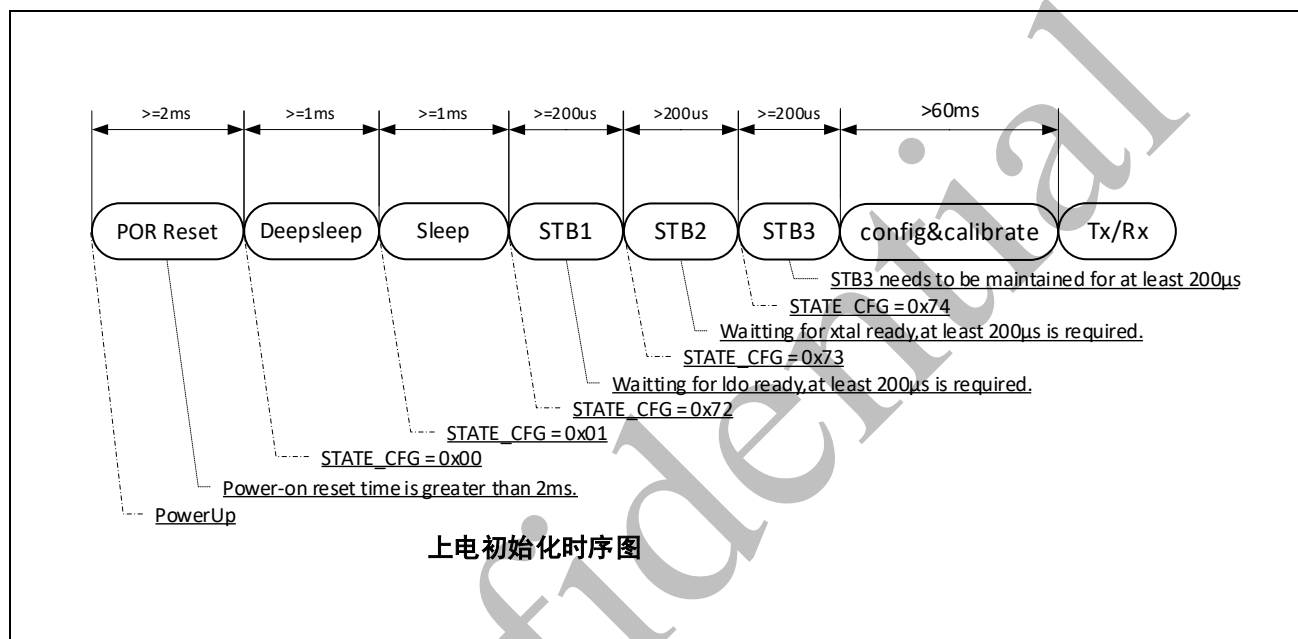 >=2ms >=1ms >=1ms >=200us >200us >=200us >60ms
POR Reset Deepsleep Sleep STB1 STB2 STB3 config&calibrate Tx/Rx
STB3 needs to be maintained for at least 200μs
STATE_CFG = 0x74
Waitting for xtal ready,at least 200μs is required.
STATE_CFG = 0x73
Waitting for ldo ready,at least 200μs is required.
STATE_CFG = 0x72
STATE_CFG = 0x01
STATE_CFG = 0x00
Power-on reset time is greater than 2ms.
PowerUp
上电初始化时序图
fidential